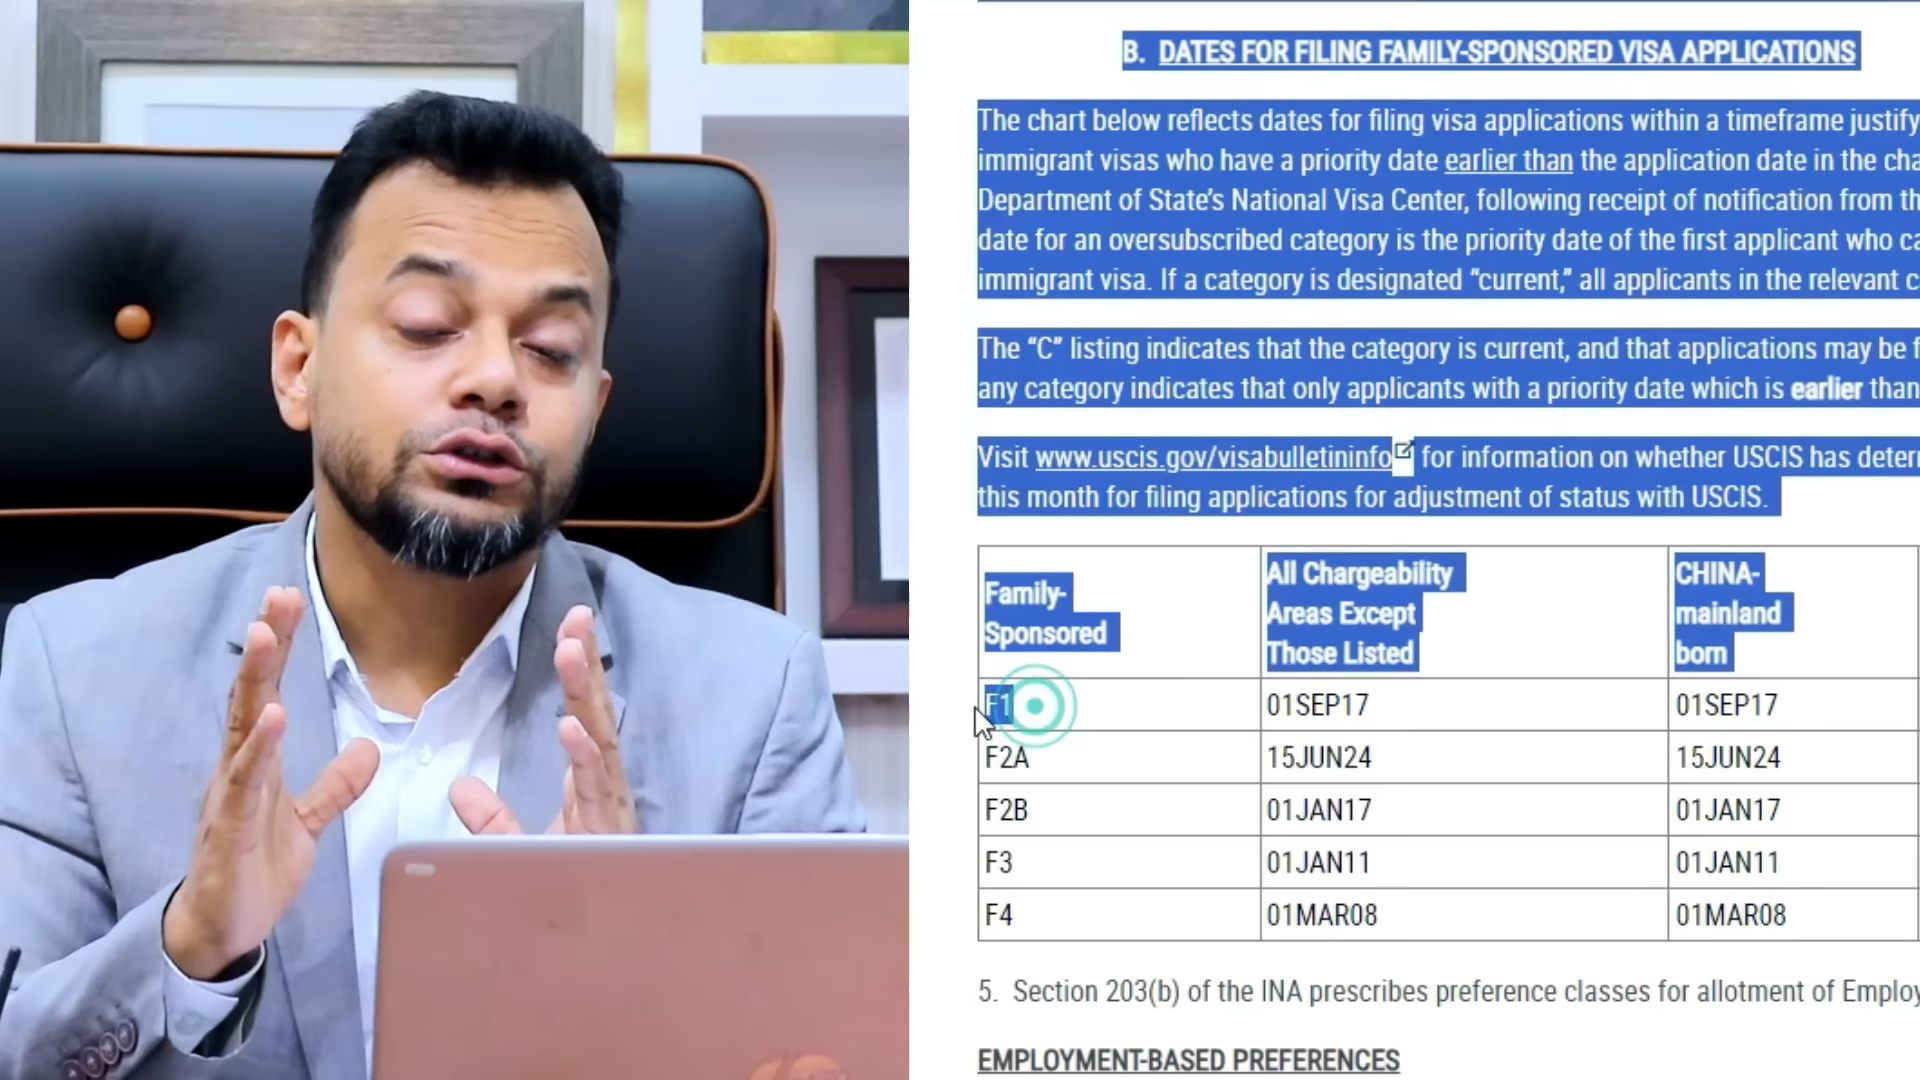 B. DATES FOR FILING FAMILY-SPONSORED VISA APPLICATIONS
The chart below reflects dates for filing visa applications within a timeframe justify
immigrant visas who have a priority date earlier than the application date in the cha
Department of State's National Visa Center, following receipt of notification from th
date for an oversubscribed category is the priority date of the first applicant who ca
immigrant visa. If a category is designated “current,” all applicants in the relevant c
The “C” listing indicates that the category is current, and that applications may be f
any category indicates that only applicants with a priority date which is earlier than
Visit www.uscis.gov/visabulletininfo for information on whether USCIS has deter
this month for filing applications for adjustment of status with USCIS.
Family-
Sponsored
All Chargeability
Areas Except
Those Listed
CHINA-
mainland
born
F1 01SEP17 01SEP17
F2A 15JUN24 15JUN24
F2B 01JAN17 01JAN17
F3 01JAN11 01JAN11
F4 01MAR08 01MAR08
5. Section 203(b) of the INA prescribes preference classes for allotment of Employ
EMPLOYMENT-BASED PREFERENCES